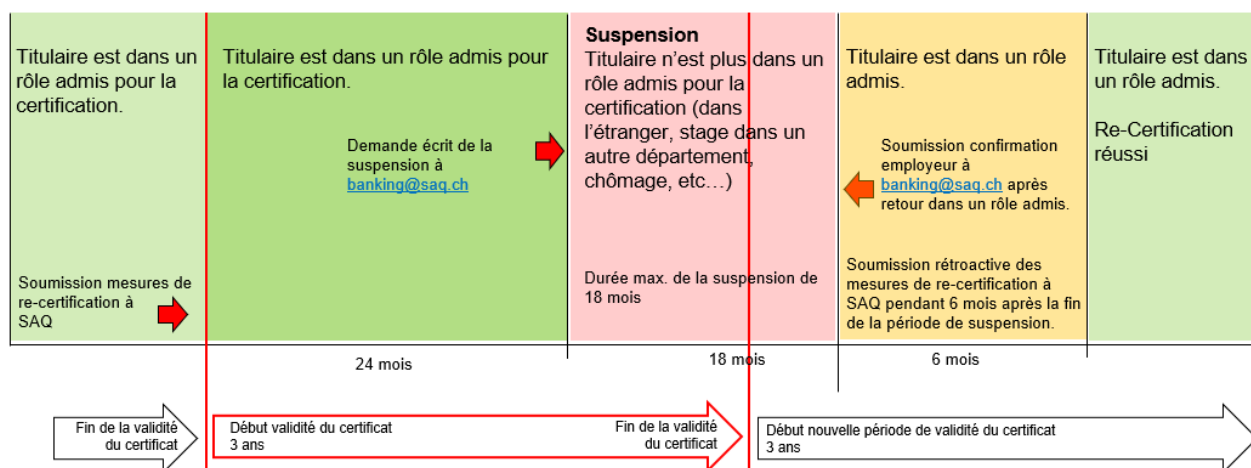 Titulaire est dans un
rôle admis pour la
certification.
Soumission mesures de
re-certification à
SAQ
Titulaire est dans un rôle admis pour
la certification.
Demande écrit de la
suspension à
banking@saq.ch
Suspension
Titulaire n'est plus dans un
rôle admis pour la
certification (dans
l'étranger, stage dans un
autre département,
chômage, etc…)
Durée max. de la suspension de
18 mois
Titulaire est dans un rôle
admis.
Soumission confirmation
employeur à
banking@saq.ch après
retour dans un rôle admis.
Soumission rétroactive des
mesures de re-certification à
SAQ pendant 6 mois après la fin
de la période de suspension.
Titulaire est dans
un rôle admis.
Re-Certification
réussi
24 mois
18 mois
6 mois
Fin de la validité
du certificat
Début validité du certificat
3 ans
Fin de la validité
du certificat
Début nouvelle période de validité du certificat
3 ans